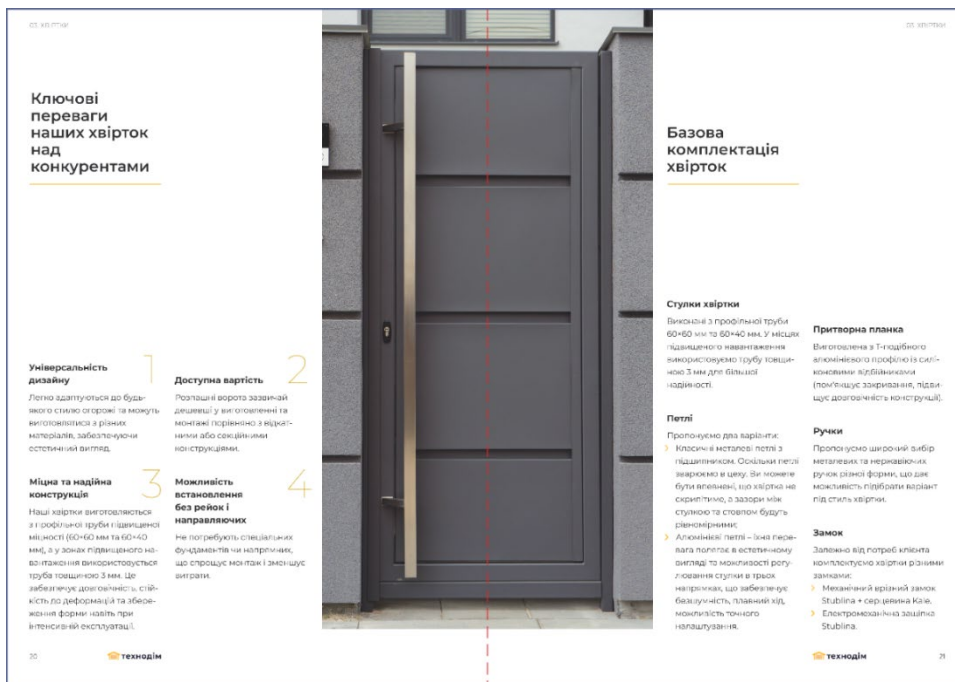 03. ХВІРТКИ
Ключові
переваги
наших хвірток
над
конкурентами
1
Універсальність
дизайну
Легко адаптуються до будь-
якого стилю огорожі та можуть
виготовлятися з різних
матеріалів, забезпечуючи
естетичний вигляд.
2
Доступна вартість
Розпашні ворота зазвичай
дешевші у виготовленні та
монтажі порівняно з відкат-
ними або секційними
конструкціями.
3
Міцна та надійна
конструкція
Наші хвіртки виготовляються
з профільної труби підвищеної
міцності (60×60 мм та 60×40
мм), а у зонах підвищеного на-
вантаження використовується
труба товщиною 3 мм. Це
забезпечує довговічність, стій-
кість до деформацій та збере-
ження форми навіть при
інтенсивній експлуатації.
4
Можливість
встановлення
без рейок і
направляючих
Не потребують спеціальних
фундаментів чи напрямних,
що спрощує монтаж і зменшує
витрати.
20
ТЕХНОДІМ
03. ХВІРТКИ
Базова
комплектація
хвірток
Стулки хвіртки
Виконані з профільної труби
60×60 мм та 60×40 мм. У місцях
підвищеного навантаження
використовуємо трубу товщи-
ною 3 мм для більшої
надійності.
Петлі
Пропонуємо два варіанти:
Класичні металеві петлі з
підшипником. Оскільки петлі
зварюємо в цеху, Ви можете
бути впевнені, що хвіртка не
скрипітиме, а зазори між
стулкою та стовпом будуть
рівномірними;
Алюмінієві петлі – їхня пере-
вага полягає в естетичному
вигляді та можливості регу-
лювання стулки в трьох
напрямках, що забезпечує
безшумність, плавний хід,
можливість точного
налаштування.
Притворна планка
Виготовлена з Т-подібного
алюмінієвого профілю із силі-
коновими відбійниками
(пом'якшує закривання, підви-
щує довговічність конструкції).
Ручки
Пропонуємо широкий вибір
металевих та нержавіючих
ручок різної форми, що дає
можливість підібрати варіант
під стиль хвіртки.
Замок
Залежно від потреб клієнта
комплектуємо хвіртки різними
замками:
Механічний врізний замок
Stublina + серцевина Kale.
Електромеханічна защіпка
Stublina.
ТЕХНОДІМ
21